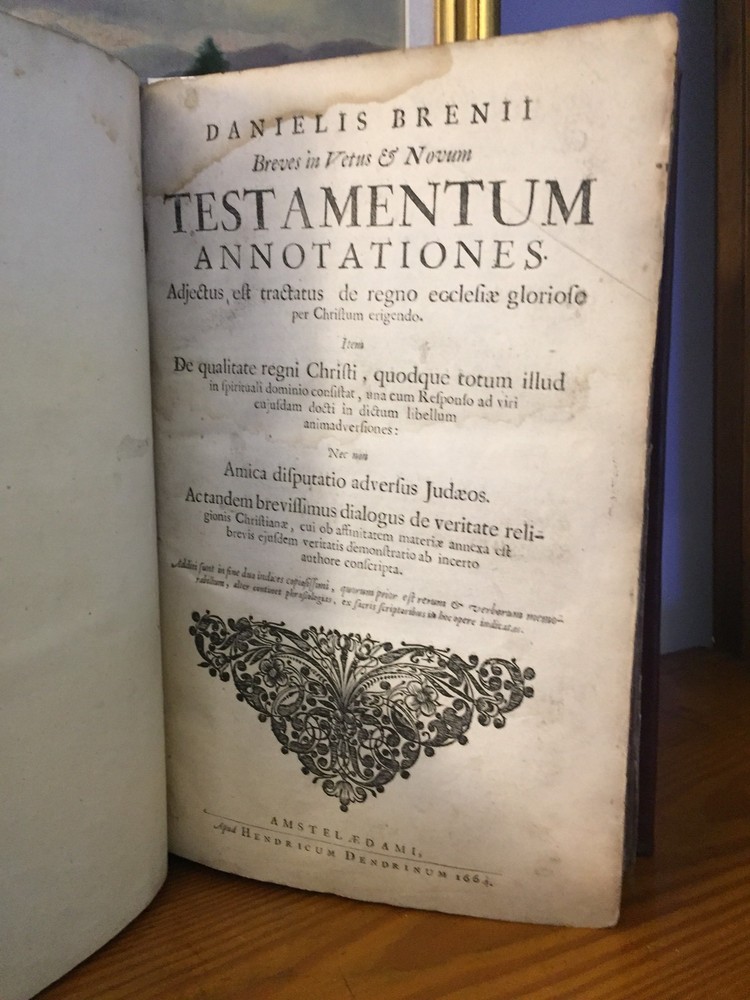 DANIELIS BRENII
Breves in Vetus & Novum
TESTAMENTUM
ANNOTATIONES.
Adjectus est tractatus de regno ecclesiæ glorioſo
per Chriſtum erigendo.
Item
De qualitate regni Chriſti, quodque totum illud
in ſpirituali dominio conſiſtat, una cum Reſponſo ad viri
cujuſdam docti in dictum libellum
animadverſiones:
Nec non
Amica diſputatio adverſus Judæos.
Ac tandem breviſſimus dialogus de veritate reli-
gionis Chriſtianæ, cui ob affinitatem materiæ annexa eſt
brevis ejuſdem veritatis demonſtratio ab incerto
authore conſcripta.
Additi ſunt in fine duo indices copioſiſſimi, quorum prior eſt rerum & verborum memo-
rabilium, alter continet phraſiologias, ex ſacris ſcripturibus in hoc opere indicatas.
AMSTELÆDAMI,
Apud HENDRICUM DENDRINUM 1664.